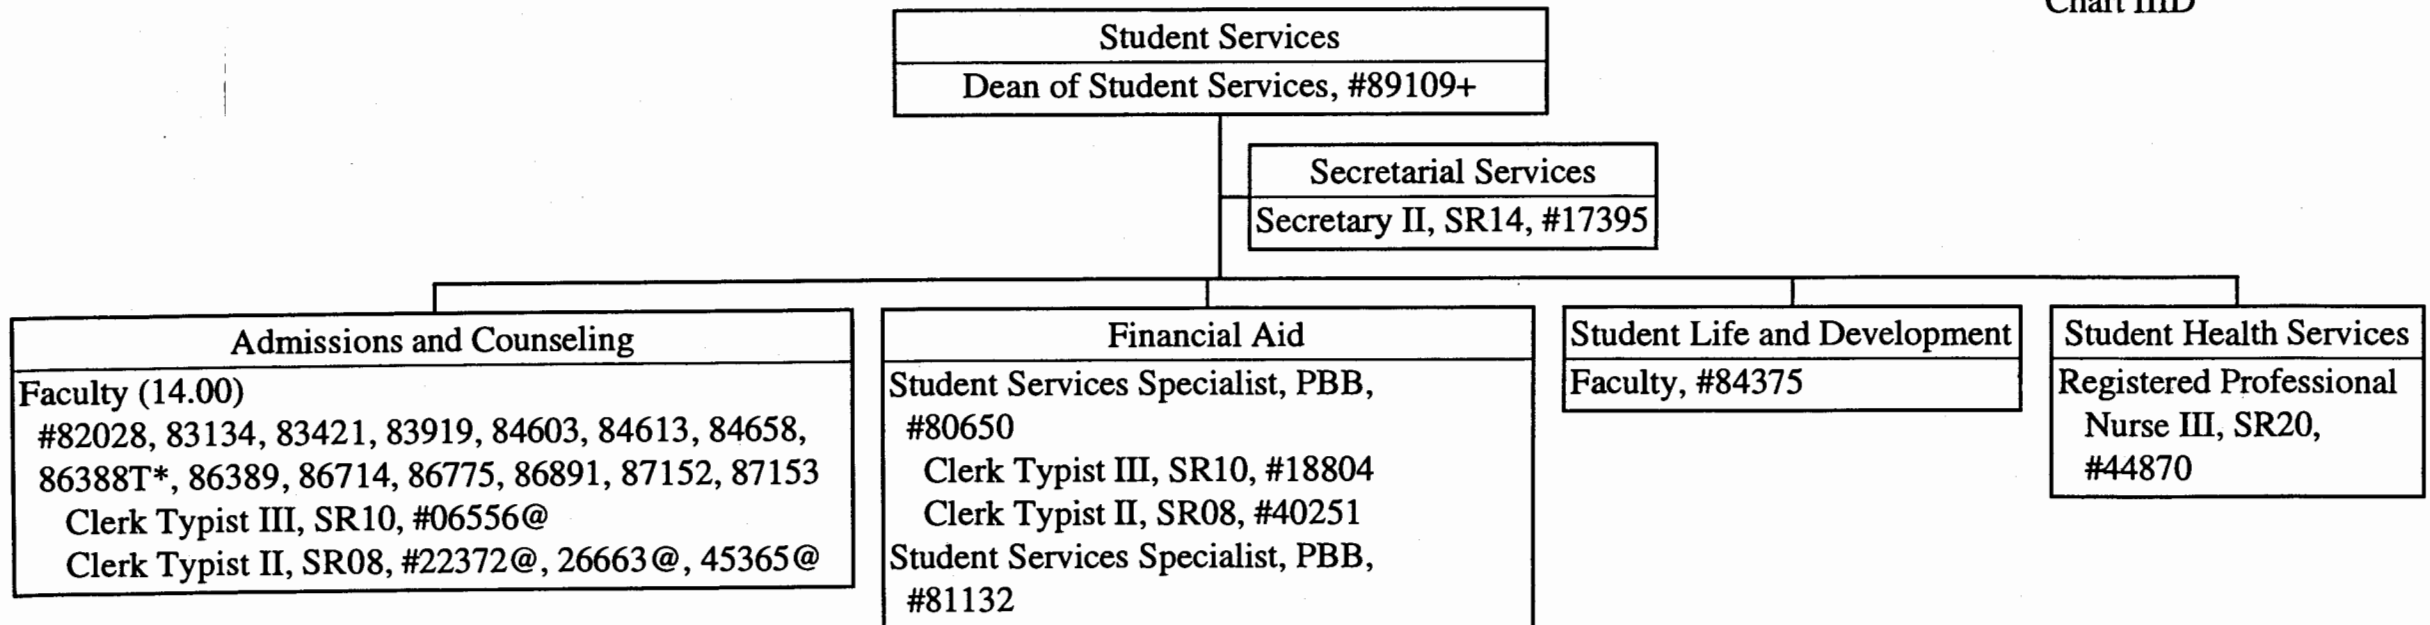 Chart IIID
Student Services
Dean of Student Services, #89109+
Secretarial Services
Secretary II, SR14, #17395
Admissions and Counseling
Faculty (14.00)
#82028, 83134, 83421, 83919, 84603, 84613, 84658,
86388T*, 86389, 86714, 86775, 86891, 87152, 87153
Clerk Typist III, SR10, #06556@
Clerk Typist II, SR08, #22372@, 26663@, 45365@
Financial Aid
Student Services Specialist, PBB,
#80650
Clerk Typist III, SR10, #18804
Clerk Typist II, SR08, #40251
Student Services Specialist, PBB,
#81132
Student Life and Development
Faculty, #84375
Student Health Services
Registered Professional
Nurse III, SR20,
#44870